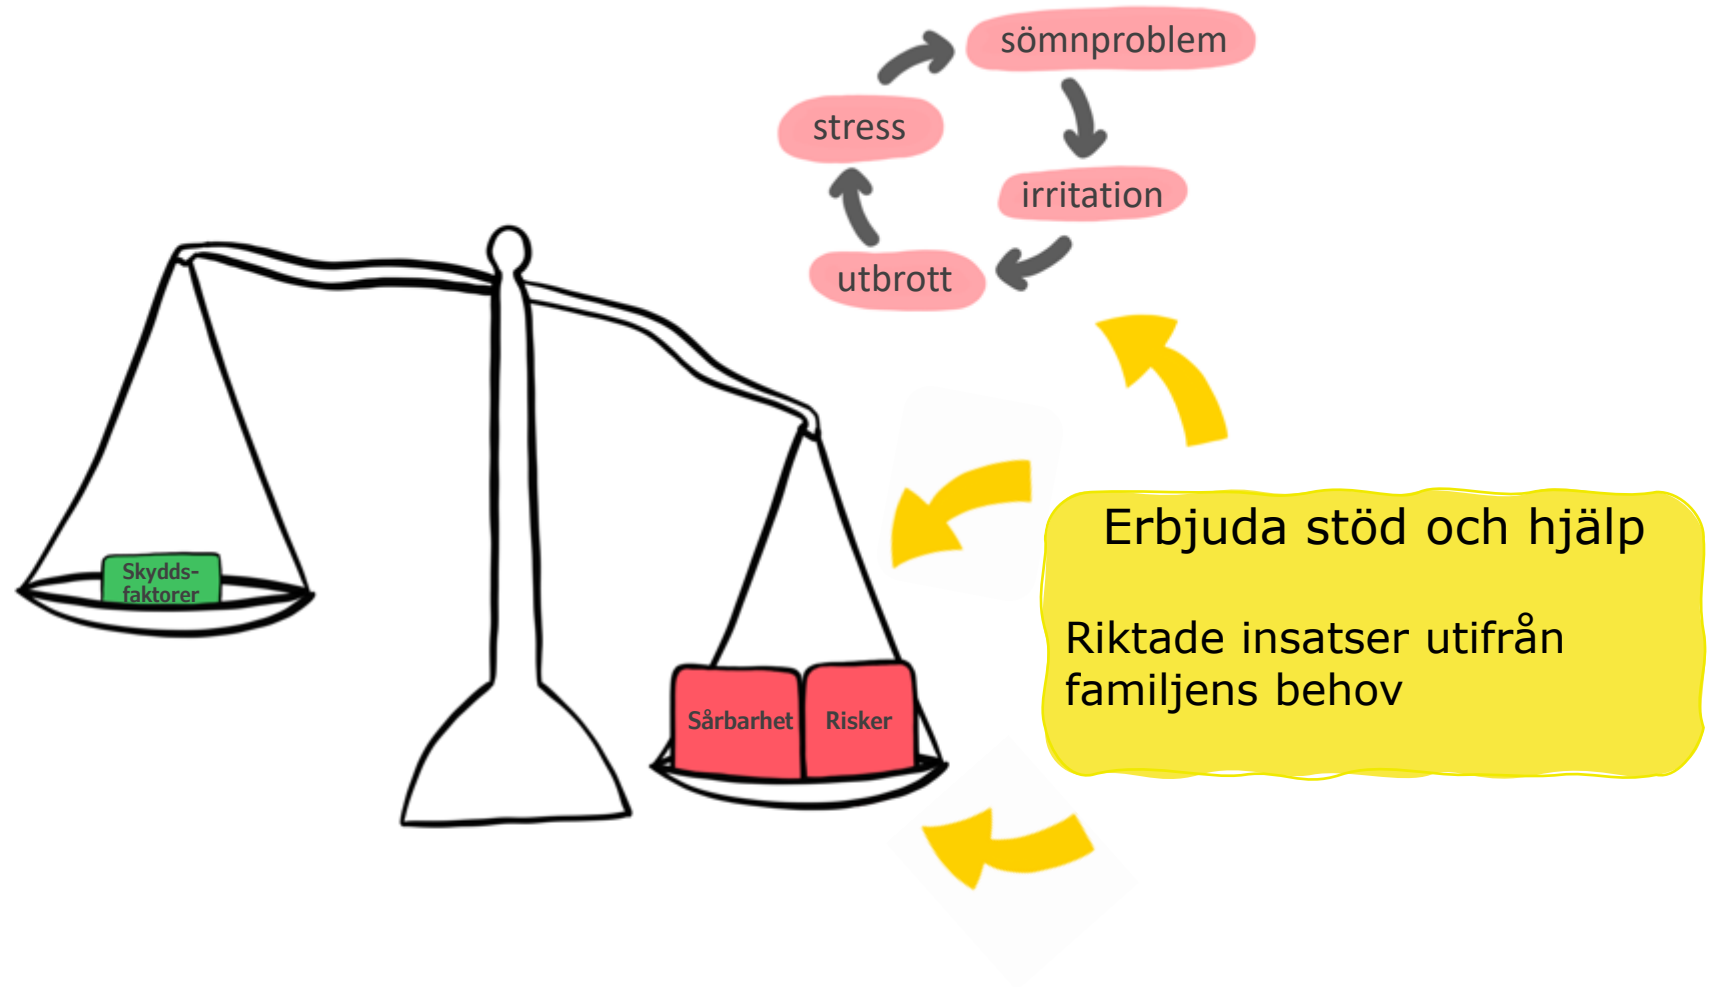 sömnproblem
stress
irritation
utbrott
Erbjuda stöd och hjälp
Riktade insatser utifrån
familjens behov
Skydds-
faktorer
Sårbarhet
Risker